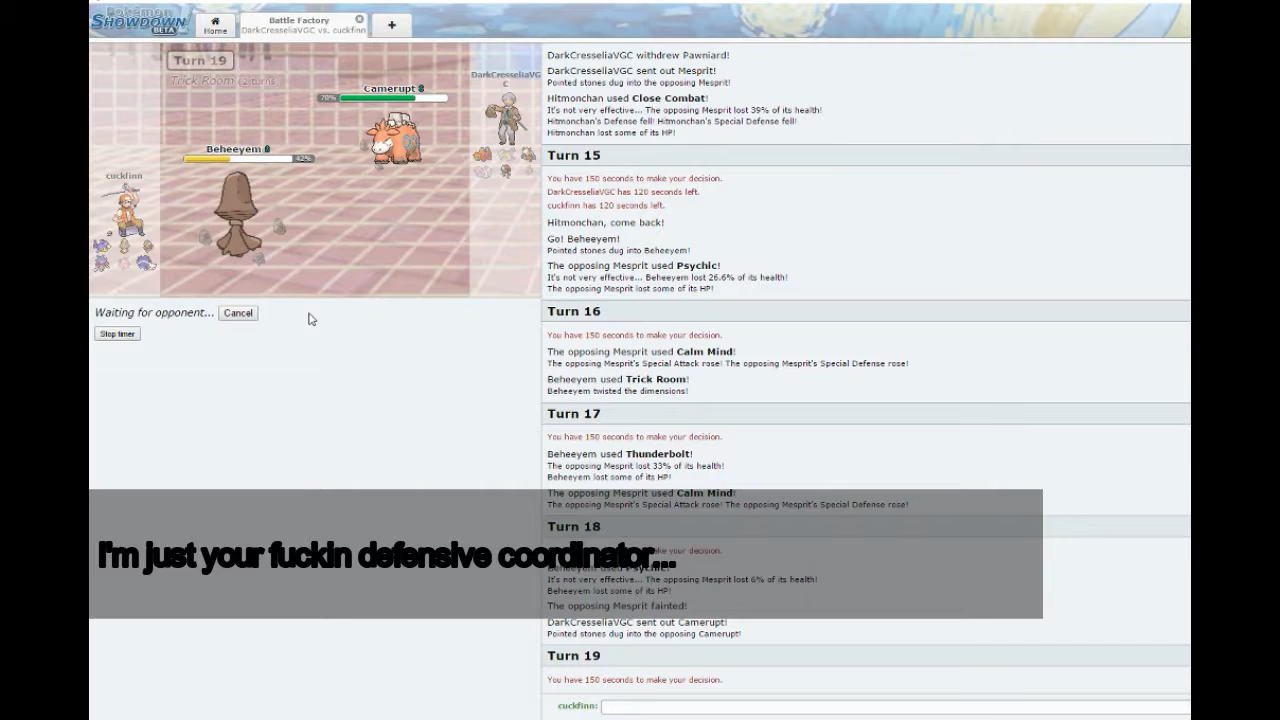 Pokémon
SHOWDOWN
BETA
Home
Battle Factory
DarkCresseliaVGC vs. cuckfinn
+
Turn 19
Trick Room (2 turns)
Camerupt
70%
Beheeyem
42%
cuckfinn
DarkCresseliaVG
C
Waiting for opponent...
Cancel
Stop timer
DarkCresseliaVGC withdrew Pawniard!
DarkCresseliaVGC sent out Mesprit!
Pointed stones dug into the opposing Mesprit!
Hitmonchan used Close Combat!
It's not very effective... The opposing Mesprit lost 39% of its health!
Hitmonchan's Defense fell! Hitmonchan's Special Defense fell!
Hitmonchan lost some of its HP!
Turn 15
You have 150 seconds to make your decision.
DarkCresseliaVGC has 120 seconds left.
cuckfinn has 120 seconds left.
Hitmonchan, come back!
Go! Beheeyem!
Pointed stones dug into Beheeyem!
The opposing Mesprit used Psychic!
It's not very effective... Beheeyem lost 26.6% of its health!
The opposing Mesprit lost some of its HP!
Turn 16
You have 150 seconds to make your decision.
The opposing Mesprit used Calm Mind!
The opposing Mesprit's Special Attack rose! The opposing Mesprit's Special Defense rose!
Beheeyem used Trick Room!
Beheeyem twisted the dimensions!
Turn 17
You have 150 seconds to make your decision.
Beheeyem used Thunderbolt!
The opposing Mesprit lost 33% of its health!
Beheeyem lost some of its HP!
The opposing Mesprit used Calm Mind!
The opposing Mesprit's Special Attack rose! The opposing Mesprit's Special Defense rose!
Turn 18
I'm just your fuckin defensive coordinator...
make your decision.
Beheeyem used Psychic!
It's not very effective... The opposing Mesprit lost 6% of its health!
Beheeyem lost some of its HP!
The opposing Mesprit fainted!
DarkCresseliaVGC sent out Camerupt!
Pointed stones dug into the opposing Camerupt!
Turn 19
You have 150 seconds to make your decision.
cuckfinn: